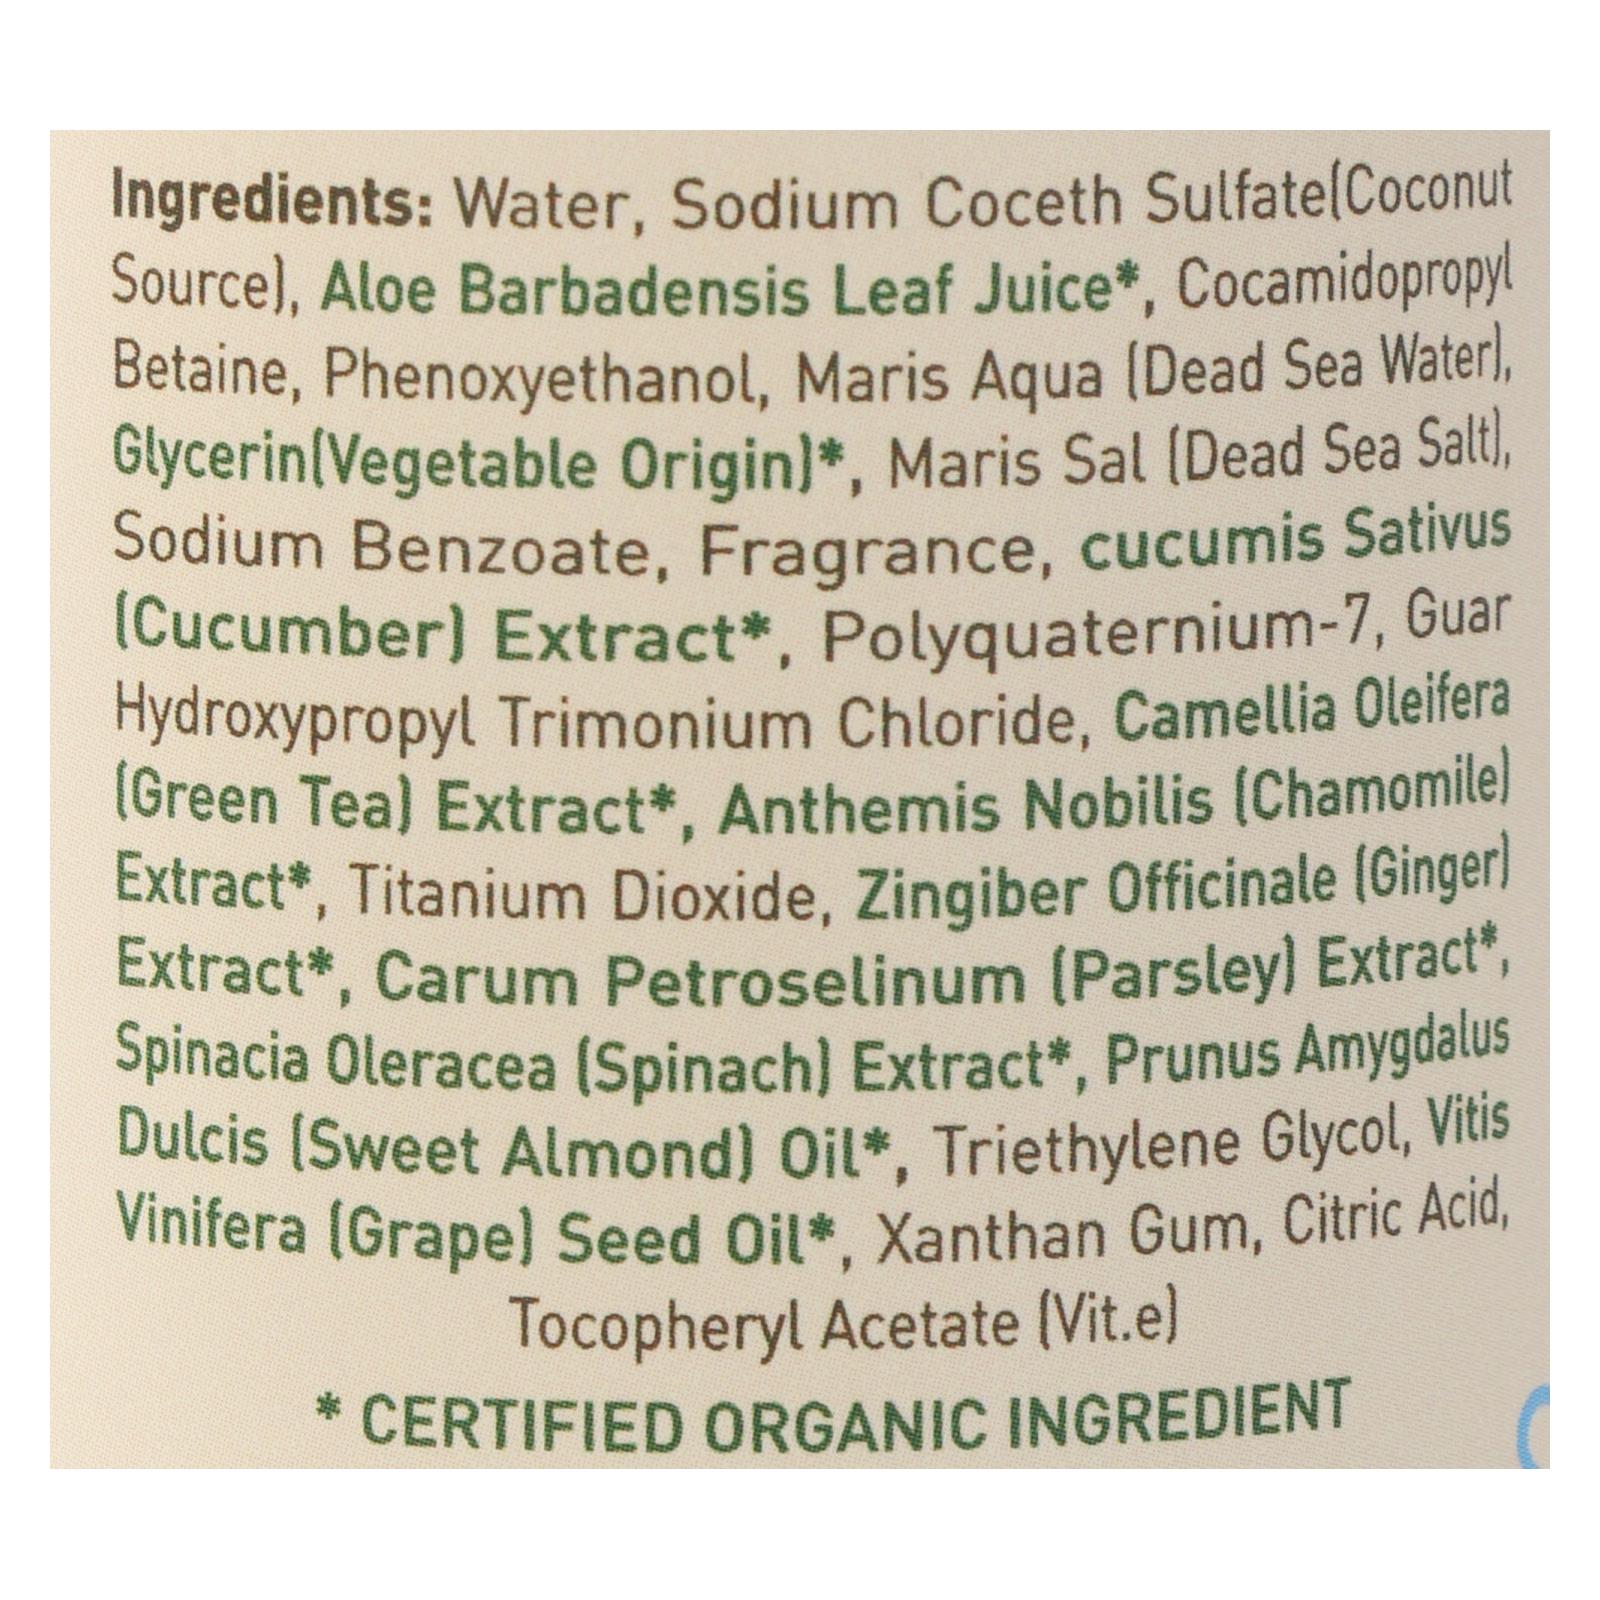 Ingredients: Water, Sodium Coceth Sulfate(Coconut
Source), Aloe Barbadensis Leaf Juice*, Cocamidopropyl
Betaine, Phenoxyethanol, Maris Aqua (Dead Sea Water),
Glycerin(Vegetable Origin)*, Maris Sal (Dead Sea Salt),
Sodium Benzoate, Fragrance, cucumis Sativus
(Cucumber) Extract*, Polyquaternium-7, Guar
Hydroxypropyl Trimonium Chloride, Camellia Oleifera
(Green Tea) Extract*, Anthemis Nobilis (Chamomile)
Extract*, Titanium Dioxide, Zingiber Officinale (Ginger)
Extract*, Carum Petroselinum (Parsley) Extract*,
Spinacia Oleracea (Spinach) Extract*, Prunus Amygdalus
Dulcis (Sweet Almond) Oil*, Triethylene Glycol, Vitis
Vinifera (Grape) Seed Oil*, Xanthan Gum, Citric Acid,
Tocopheryl Acetate (Vit.e)
* CERTIFIED ORGANIC INGREDIENT